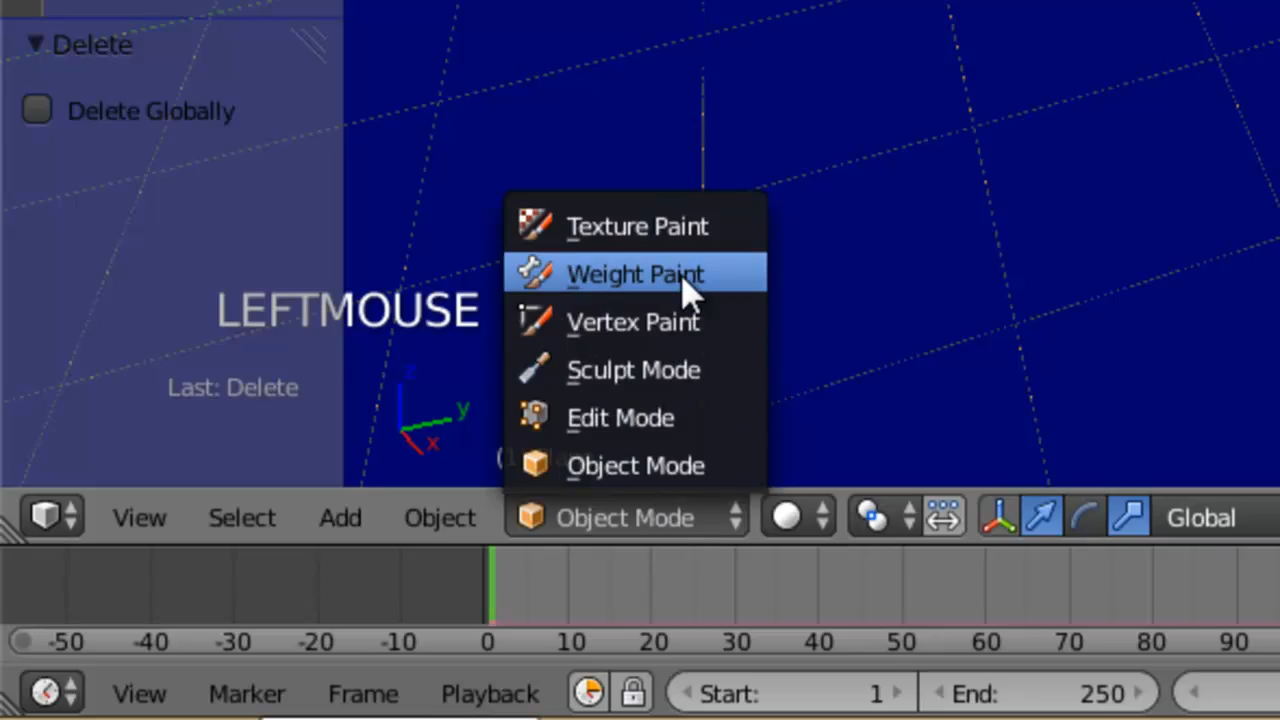 Delete
Delete Globally
Texture Paint
Weight Paint
LEFTMOUSE
Vertex Paint
Sculpt Mode
Last: Delete
z
y
x
Edit Mode
(1
Object Mode
View Select Add Object Object Mode Global
-50 -40 -30 -20 -10 0 10 20 30 40 50 60 70 80 90
View Marker Frame Playback Start: 1 End: 250